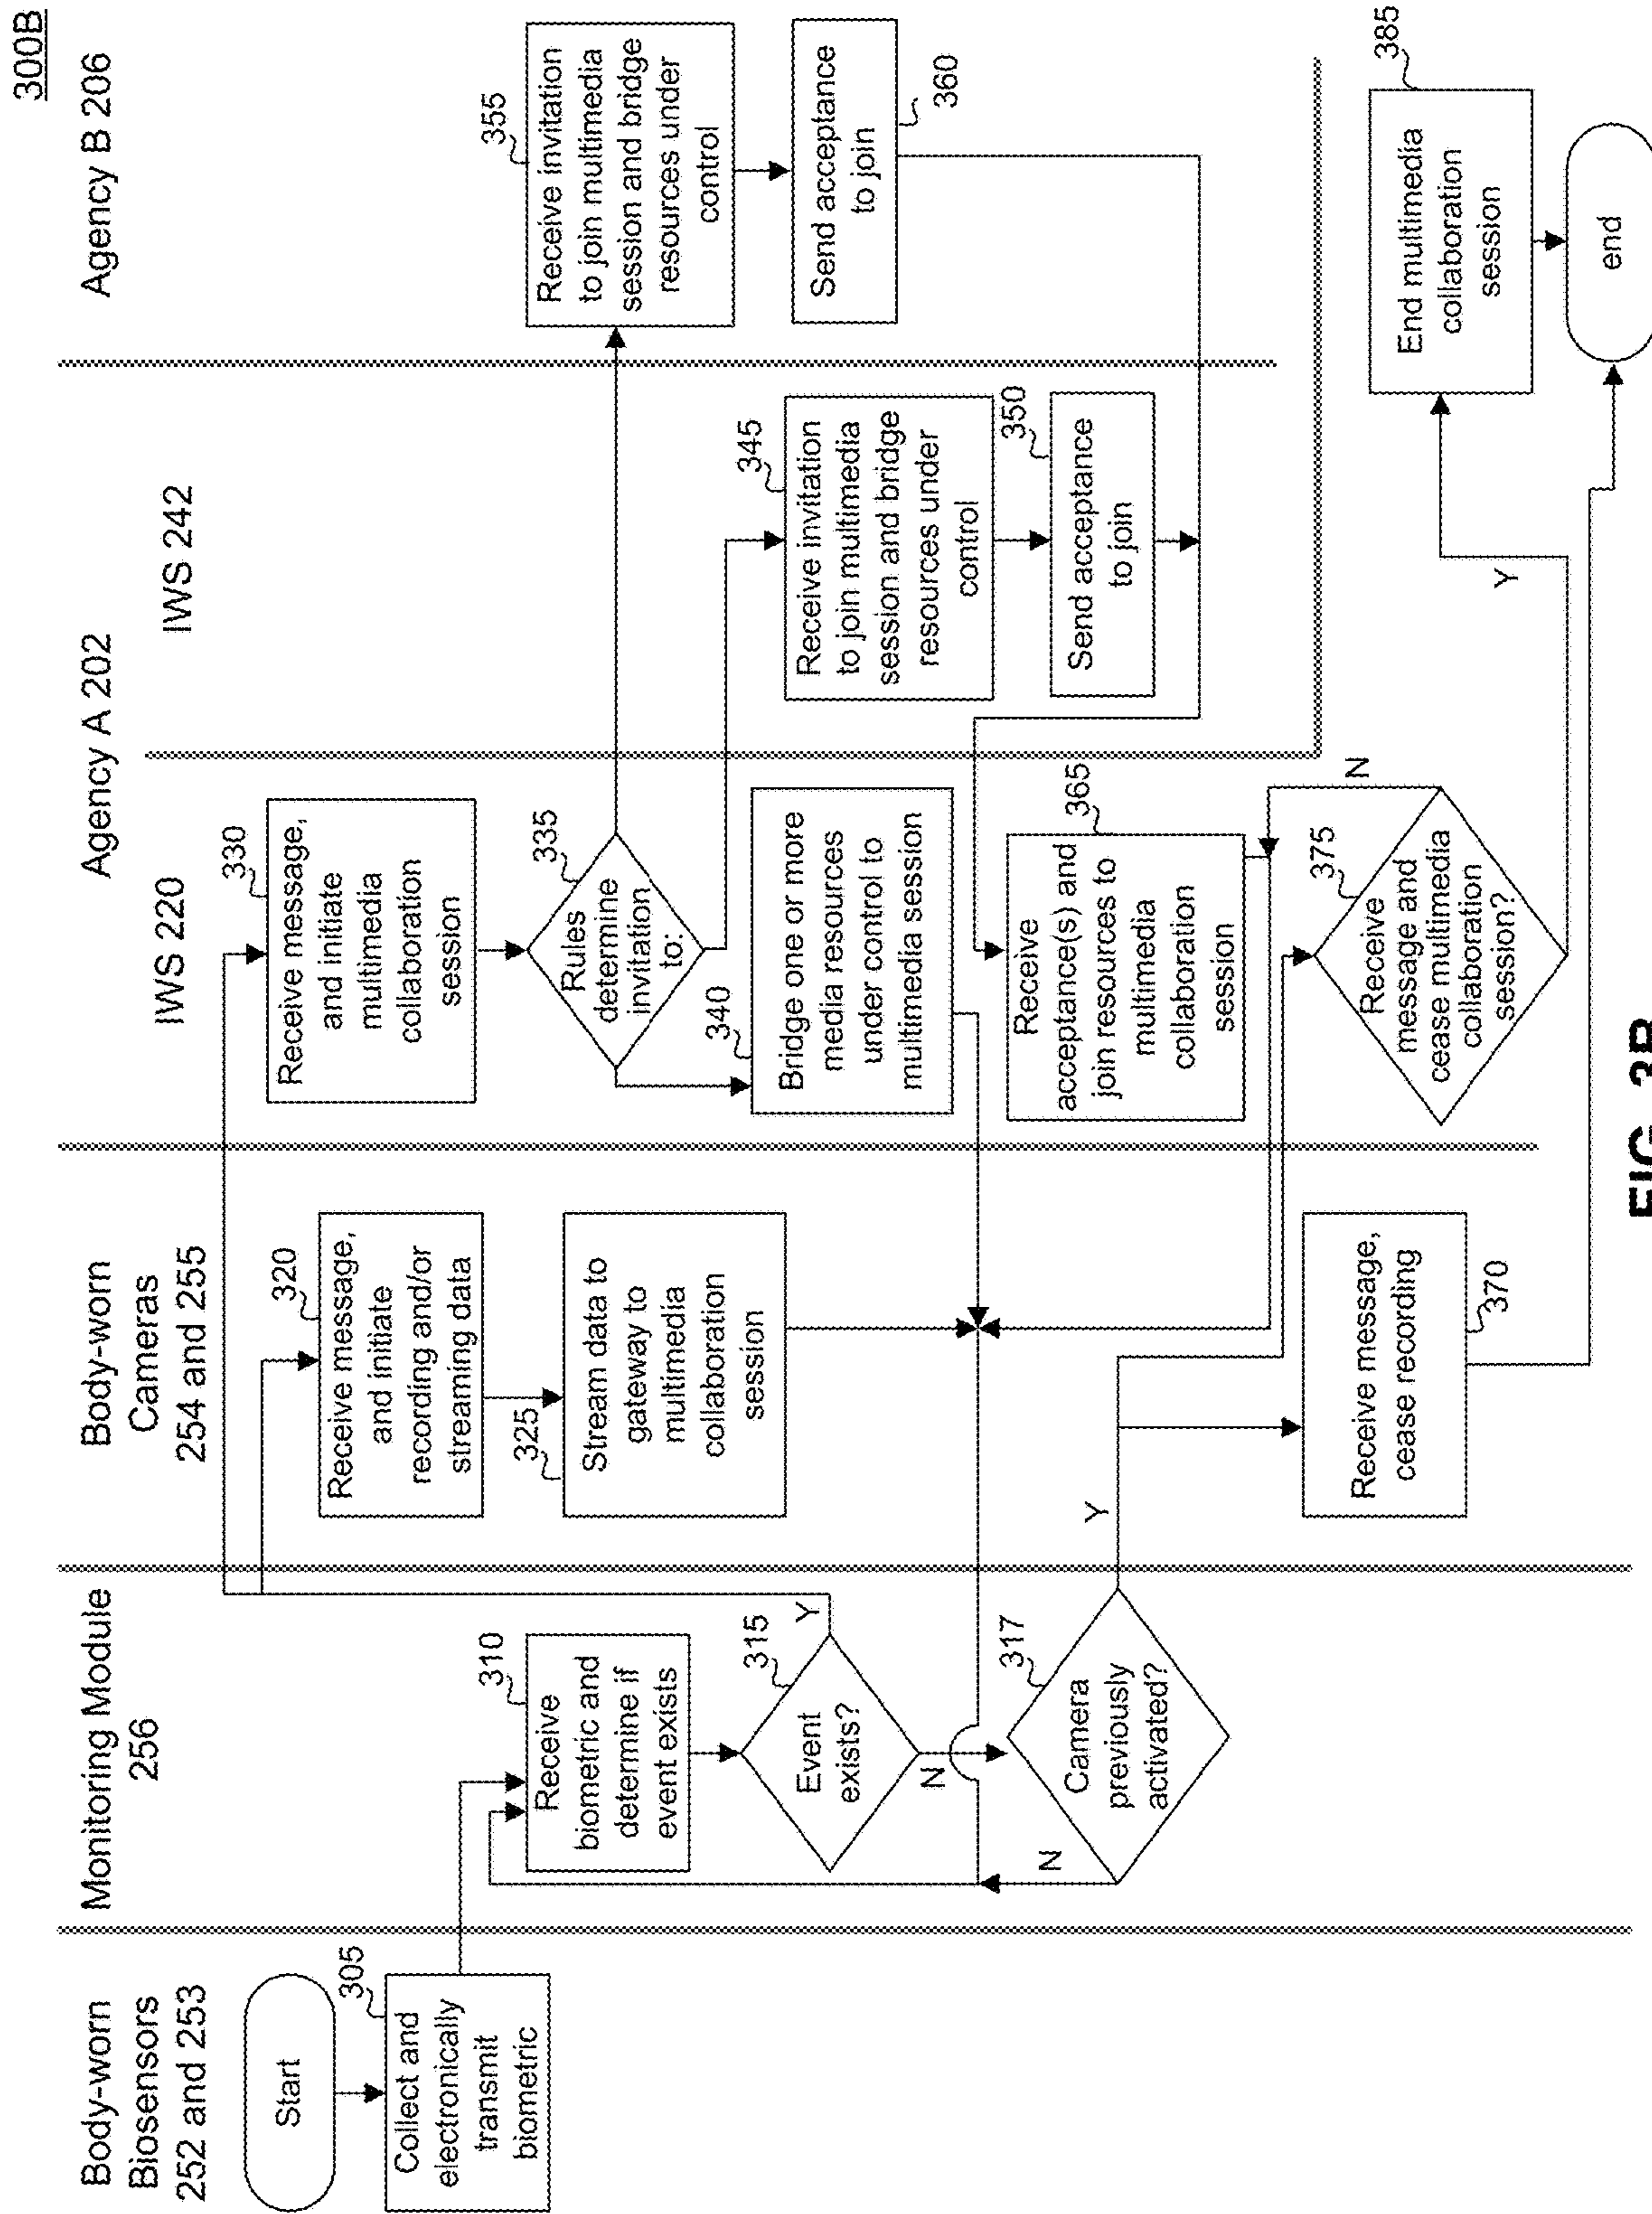 300B
Body-worn
Biosensors
252 and 253
Start
305
Collect and
electronically
transmit
biometric
Monitoring Module
256
310
Receive
biometric and
determine if
event exists
315
Event
exists?
Y
N
317
Camera
previously
activated?
N
Y
Body-worn
Cameras
254 and 255
320
Receive message,
and initiate
recording and/or
streaming data
325
Stream data to
gateway to
multimedia
collaboration
session
Receive message,
cease recording
370
Agency A 202
IWS 220
330
Receive message,
and initiate
multimedia
collaboration
session
335
Rules
determine
invitation
to:
340
Bridge one or more
media resources
under control to
multimedia session
365
Receive
acceptance(s) and
join resources to
multimedia
collaboration
session
375
Receive
message and
cease multimedia
collaboration
session?
N
Y
IWS 242
345
Receive invitation
to join multimedia
session and bridge
resources under
control
350
Send acceptance
to join
Agency B 206
355
Receive invitation
to join multimedia
session and bridge
resources under
control
360
Send acceptance
to join
385
End multimedia
collaboration
session
end
FIG. 3B